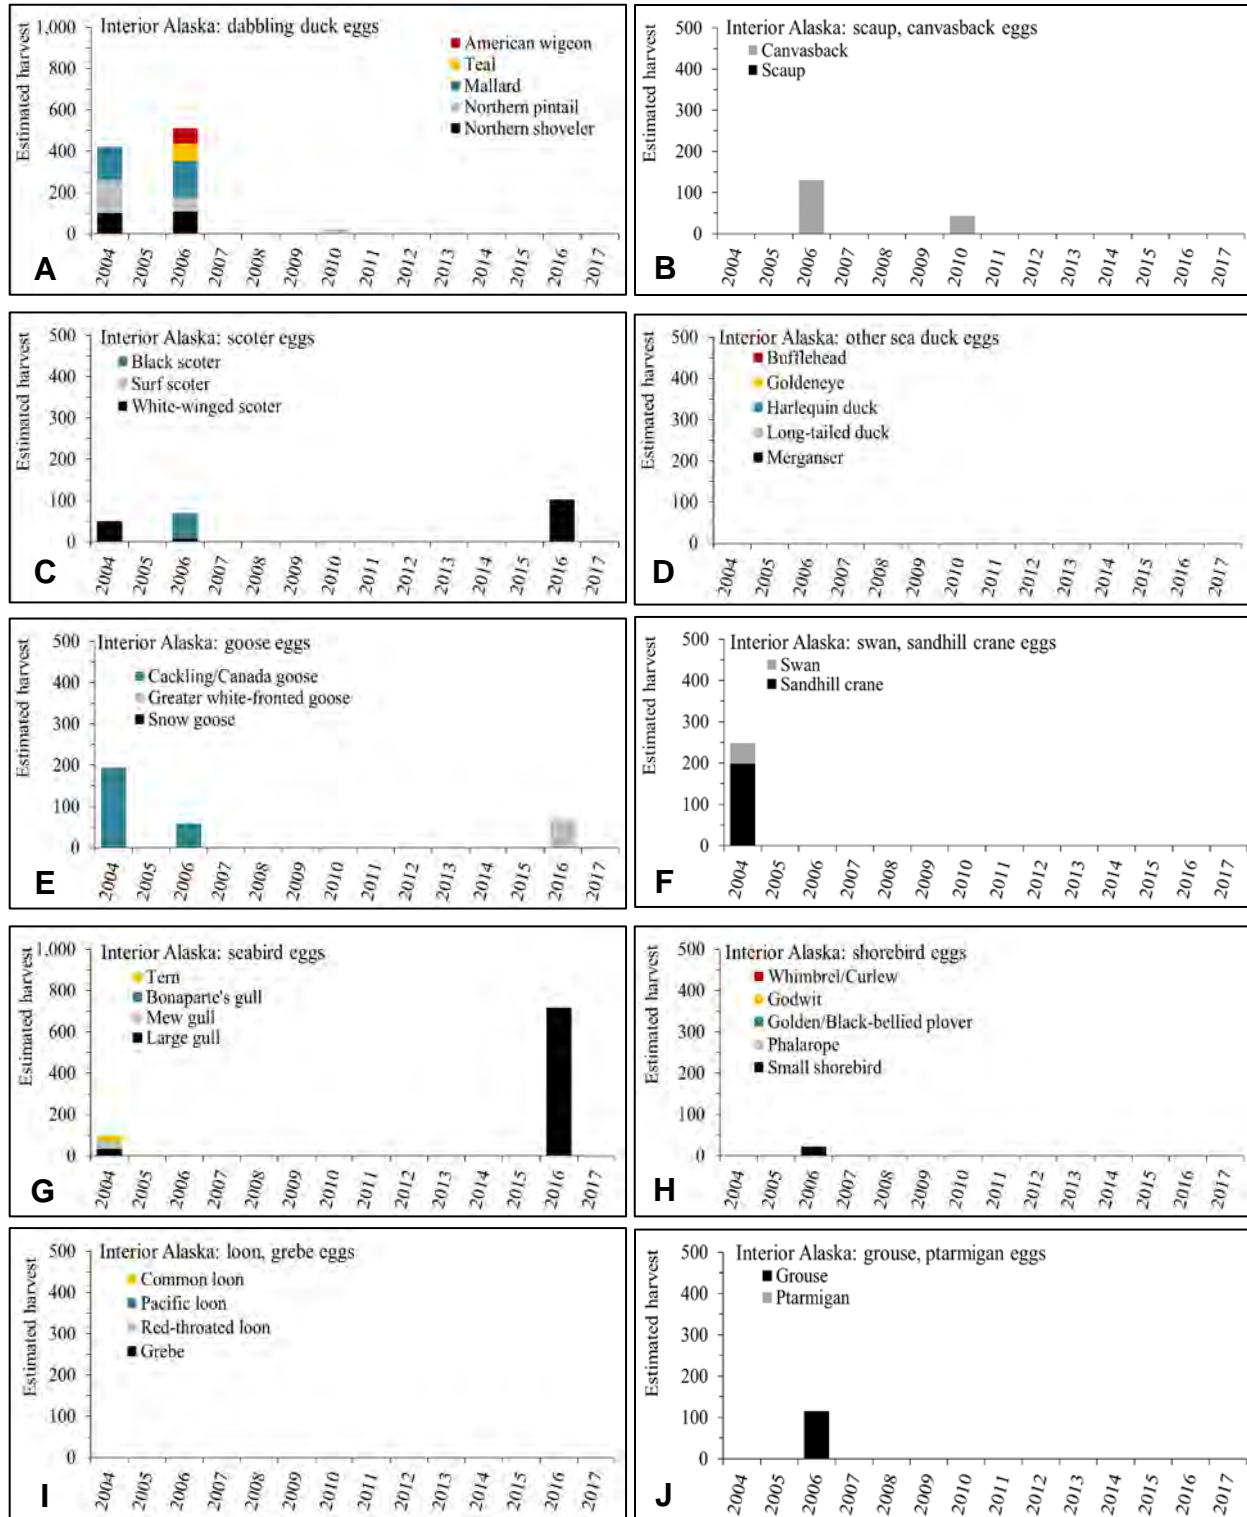 Interior Alaska: dabbling duck eggs
Estimated harvest
1,000
800
600
400
200
0
American wigeon
Teal
Mallard
Northern pintail
Northern shoveler
2004 2005 2006 2007 2008 2009 2010 2011 2012 2013 2014 2015 2016 2017
A
Interior Alaska: scaup, canvasback eggs
Estimated harvest
500
400
300
200
100
0
Canvasback
Scaup
2004 2005 2006 2007 2008 2009 2010 2011 2012 2013 2014 2015 2016 2017
B
Interior Alaska: scoter eggs
Estimated harvest
500
400
300
200
100
0
Black scoter
Surf scoter
White-winged scoter
2004 2005 2006 2007 2008 2009 2010 2011 2012 2013 2014 2015 2016 2017
C
Interior Alaska: other sea duck eggs
Estimated harvest
500
400
300
200
100
0
Bufflehead
Goldeneye
Harlequin duck
Long-tailed duck
Merganser
2004 2005 2006 2007 2008 2009 2010 2011 2012 2013 2014 2015 2016 2017
D
Interior Alaska: goose eggs
Estimated harvest
500
400
300
200
100
0
Cackling/Canada goose
Greater white-fronted goose
Snow goose
2004 2005 2006 2007 2008 2009 2010 2011 2012 2013 2014 2015 2016 2017
E
Interior Alaska: swan, sandhill crane eggs
Estimated harvest
500
400
300
200
100
0
Swan
Sandhill crane
2004 2005 2006 2007 2008 2009 2010 2011 2012 2013 2014 2015 2016 2017
F
Interior Alaska: seabird eggs
Estimated harvest
1,000
800
600
400
200
0
Tern
Bonaparte's gull
Mew gull
Large gull
2004 2005 2006 2007 2008 2009 2010 2011 2012 2013 2014 2015 2016 2017
G
Interior Alaska: shorebird eggs
Estimated harvest
500
400
300
200
100
0
Whimbrel/Curlew
Godwit
Golden/Black-bellied plover
Phalarope
Small shorebird
2004 2005 2006 2007 2008 2009 2010 2011 2012 2013 2014 2015 2016 2017
H
Interior Alaska: loon, grebe eggs
Estimated harvest
500
400
300
200
100
0
Common loon
Pacific loon
Red-throated loon
Grebe
2004 2005 2006 2007 2008 2009 2010 2011 2012 2013 2014 2015 2016 2017
I
Interior Alaska: grouse, ptarmigan eggs
Estimated harvest
500
400
300
200
100
0
Grouse
Ptarmigan
2004 2005 2006 2007 2008 2009 2010 2011 2012 2013 2014 2015 2016 2017
J